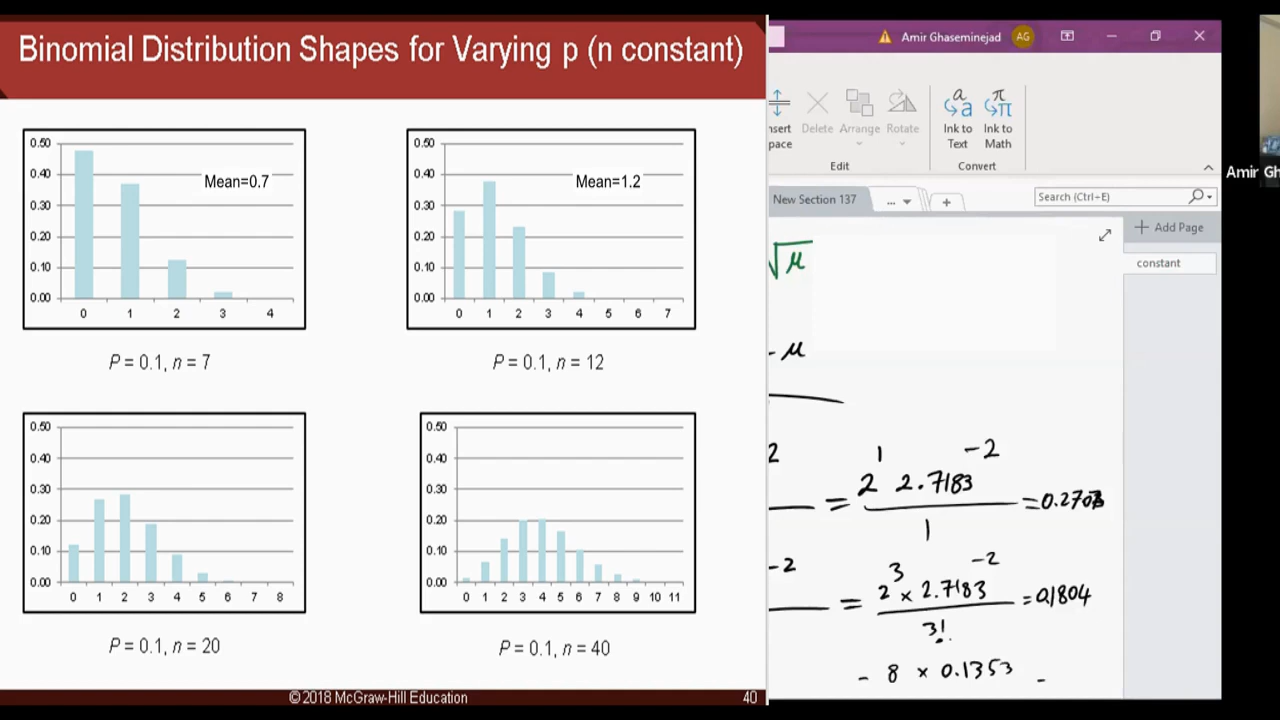 Binomial Distribution Shapes for Varying p (n constant)
0.50
0.40
0.30
0.20
0.10
0.00
Mean=0.7
0 1 2 3 4
P = 0.1, n = 7
0.50
0.40
0.30
0.20
0.10
0.00
Mean=1.2
0 1 2 3 4 5 6 7
P = 0.1, n = 12
0.50
0.40
0.30
0.20
0.10
0.00
0 1 2 3 4 5 6 7 8
P = 0.1, n = 20
0.50
0.40
0.30
0.20
0.10
0.00
0 1 2 3 4 5 6 7 8 9 10 11
P = 0.1, n = 40
©2018 McGraw-Hill Education 40
Amir Ghaseminejad AG
nsert
pace
Delete
Arrange
Rotate
Ink to
Text
Ink to
Math
Edit
Convert
New Section 137
...
Search (Ctrl+E)
Add Page
constant
√μ
- μ
2 1 -2
= 2 2.7183 = 0.2707
1
-2 3 -2
= 2 × 2.7183 = 0.1804
3!
8 × 0.1353
Amir Gh